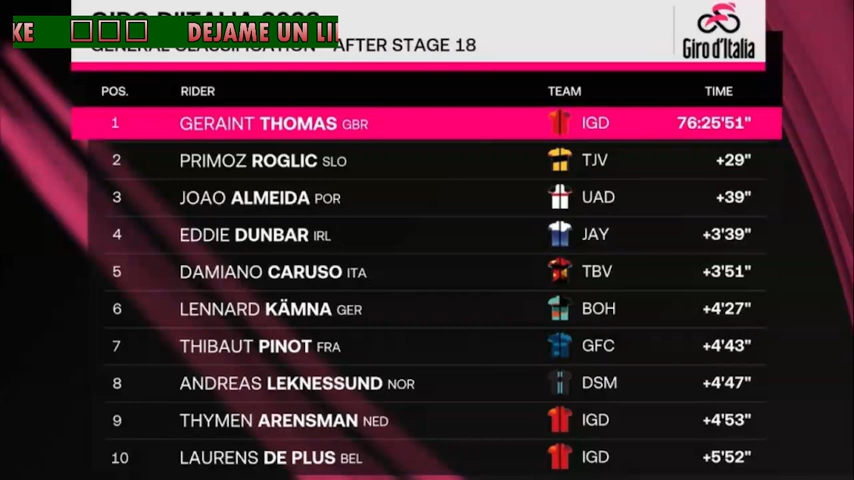 KE □□□ DEJAME UN LI
GIRO D'ITALIA 2023
GENERAL CLASSIFICATION - AFTER STAGE 18
Giro d'Italia
POS. RIDER TEAM TIME
1 GERAINT THOMAS GBR IGD 76:25'51"
2 PRIMOZ ROGLIC SLO TJV +29"
3 JOAO ALMEIDA POR UAD +39"
4 EDDIE DUNBAR IRL JAY +3'39"
5 DAMIANO CARUSO ITA TBV +3'51"
6 LENNARD KÄMNA GER BOH +4'27"
7 THIBAUT PINOT FRA GFC +4'43"
8 ANDREAS LEKNESSUND NOR DSM +4'47"
9 THYMEN ARENSMAN NED IGD +4'53"
10 LAURENS DE PLUS BEL IGD +5'52"